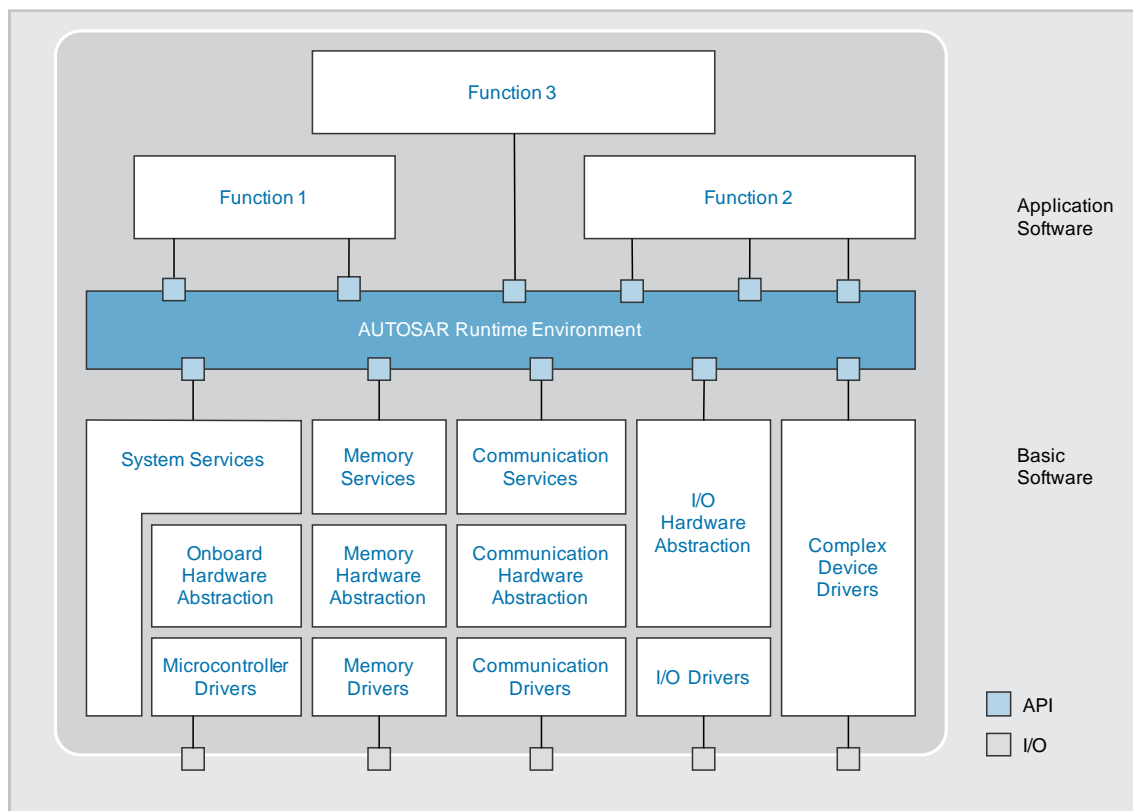 Function 3
Function 1
Function 2
Application
Software
AUTOSAR Runtime Environment
System Services
Memory
Services
Communication
Services
I/O
Hardware
Abstraction
Complex
Device
Drivers
Basic
Software
Onboard
Hardware
Abstraction
Memory
Hardware
Abstraction
Communication
Hardware
Abstraction
Microcontroller
Drivers
Memory
Drivers
Communication
Drivers
I/O Drivers
API
I/O